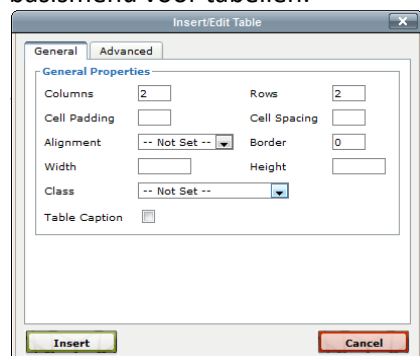 basismenu voor tabellen:
Insert/Edit Table X
General Advanced
General Properties
Columns 2 Rows 2
Cell Padding Cell Spacing
Alignment -- Not Set -- Border 0
Width Height
Class -- Not Set --
Table Caption
Insert Cancel